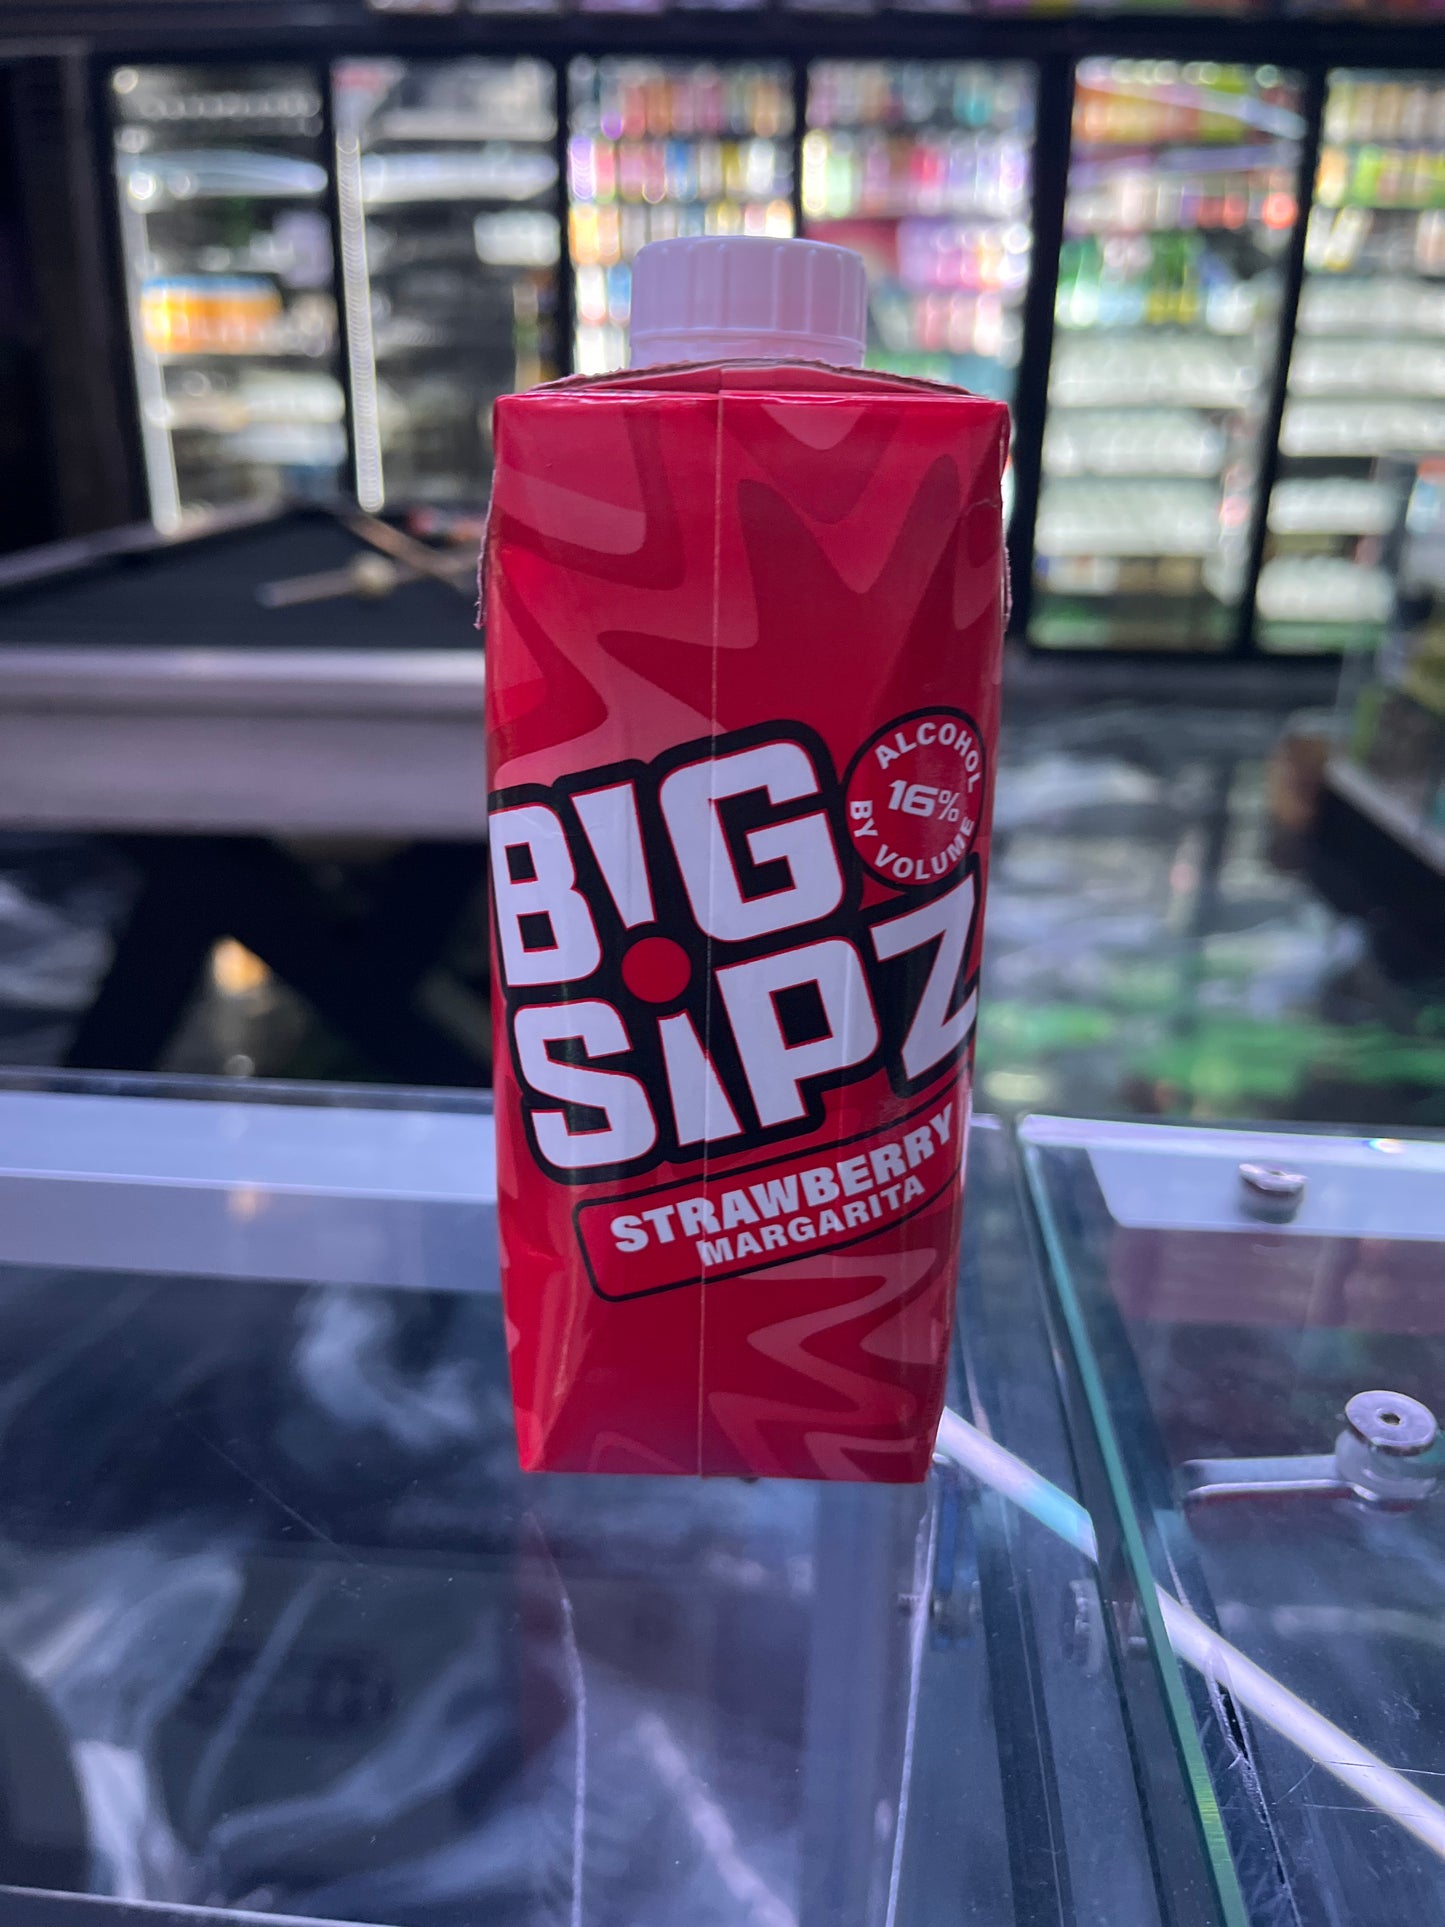 B!G
SiPZ
ALCOHOL
16%
BY VOLUME
STRAWBERRY
MARGARITA